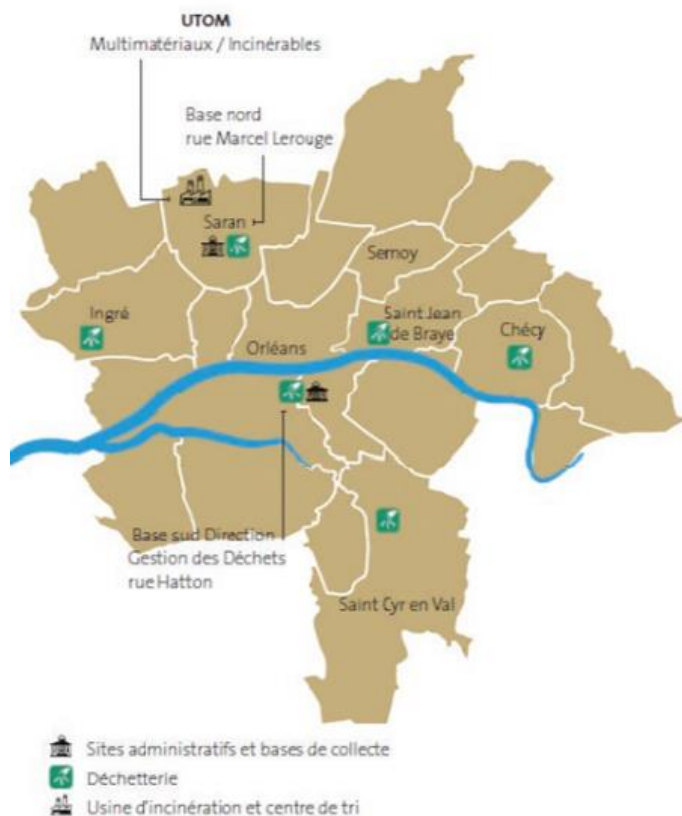 UTOM
Multimatériaux / Incinérables
Base nord
rue Marcel Lerouge
Saran
Semoy
Ingré
Saint Jean
de Braye
Chécy
Orléans
Base sud Direction
Gestion des Déchets
rue Hatton
Saint Cyr en Val
Sites administratifs et bases de collecte
Déchetterie
Usine d'incinération et centre de tri